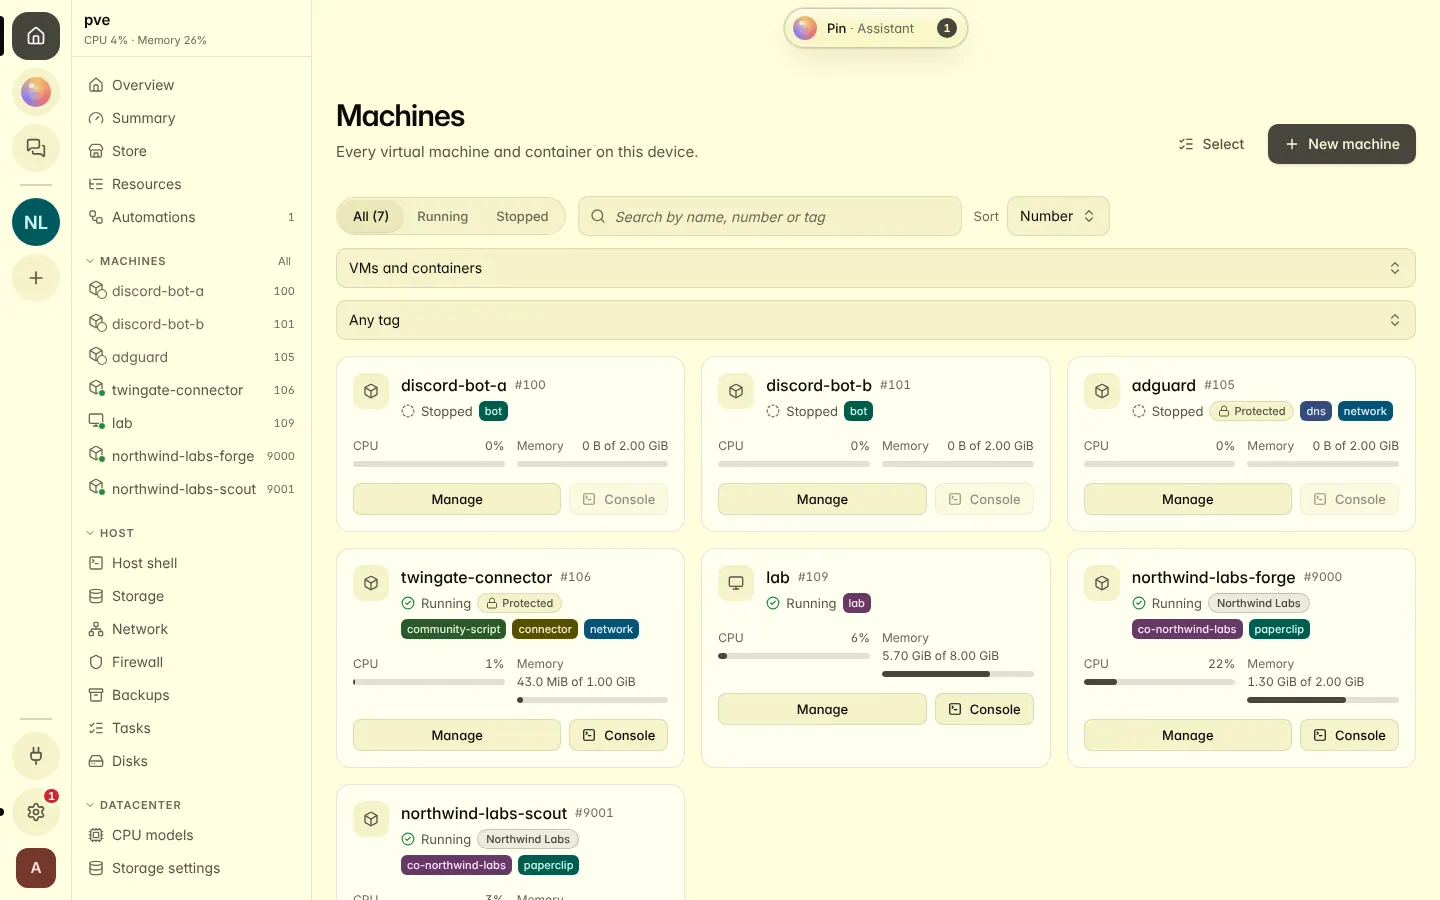 pve
CPU 4% · Memory 26%
Pin · Assistant 1
Overview
Summary
Store
Resources
Automations 1
MACHINES All
discord-bot-a 100
discord-bot-b 101
adguard 105
twingate-connector 106
lab 109
northwind-labs-forge 9000
northwind-labs-scout 9001
HOST
Host shell
Storage
Network
Firewall
Backups
Tasks
Disks
DATACENTER
CPU models
Storage settings
NL
1
A
Machines
Every virtual machine and container on this device.
Select
New machine
All (7) Running Stopped
Search by name, number or tag
Sort Number
VMs and containers
Any tag
discord-bot-a #100
Stopped bot
CPU 0% Memory 0 B of 2.00 GiB
Manage Console
discord-bot-b #101
Stopped bot
CPU 0% Memory 0 B of 2.00 GiB
Manage Console
adguard #105
Stopped Protected dns network
CPU 0% Memory 0 B of 2.00 GiB
Manage Console
twingate-connector #106
Running Protected
community-script connector network
CPU 1% Memory
43.0 MiB of 1.00 GiB
Manage Console
lab #109
Running lab
CPU 6% Memory
5.70 GiB of 8.00 GiB
Manage Console
northwind-labs-forge #9000
Running Northwind Labs
co-northwind-labs paperclip
CPU 22% Memory
1.30 GiB of 2.00 GiB
Manage Console
northwind-labs-scout #9001
Running Northwind Labs
co-northwind-labs paperclip
CPU 3% Memory